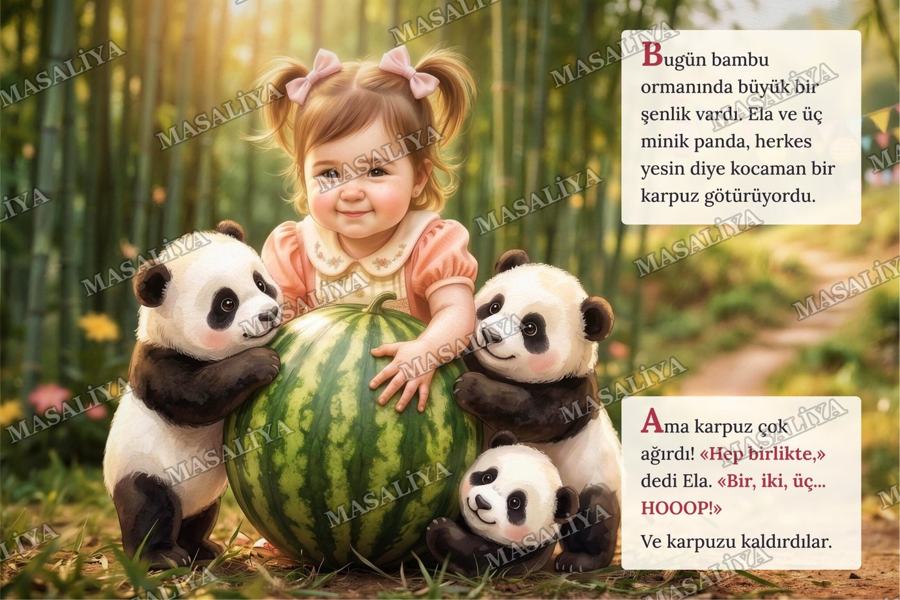 Bugün bambu
ormanında büyük bir
şenlik vardı. Ela ve üç
minik panda, herkes
yesin diye kocaman bir
karpuz götürüyordu.
Ama karpuz çok
ağırdı! «Hep birlikte,»
dedi Ela. «Bir, iki, üç...
HOOOP!»
Ve karpuzu kaldırdılar.
MASALİYA